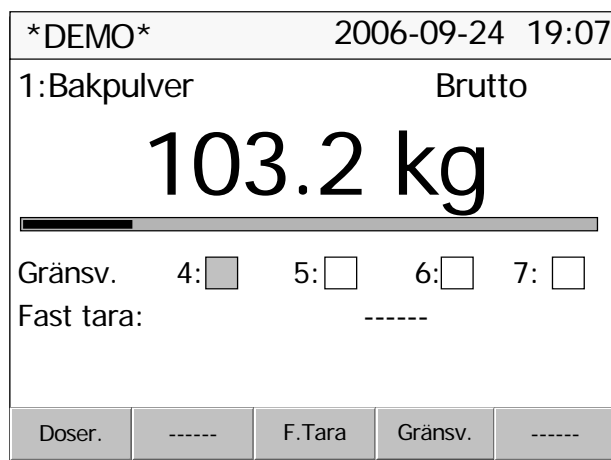 *DEMO* 2006-09-24 19:07
1:Bakpulver Brutto
103.2 kg
Gränsv. 4: 5: 6: 7:
Fast tara: ------
Doser. ------ F.Tara Gränsv. ------